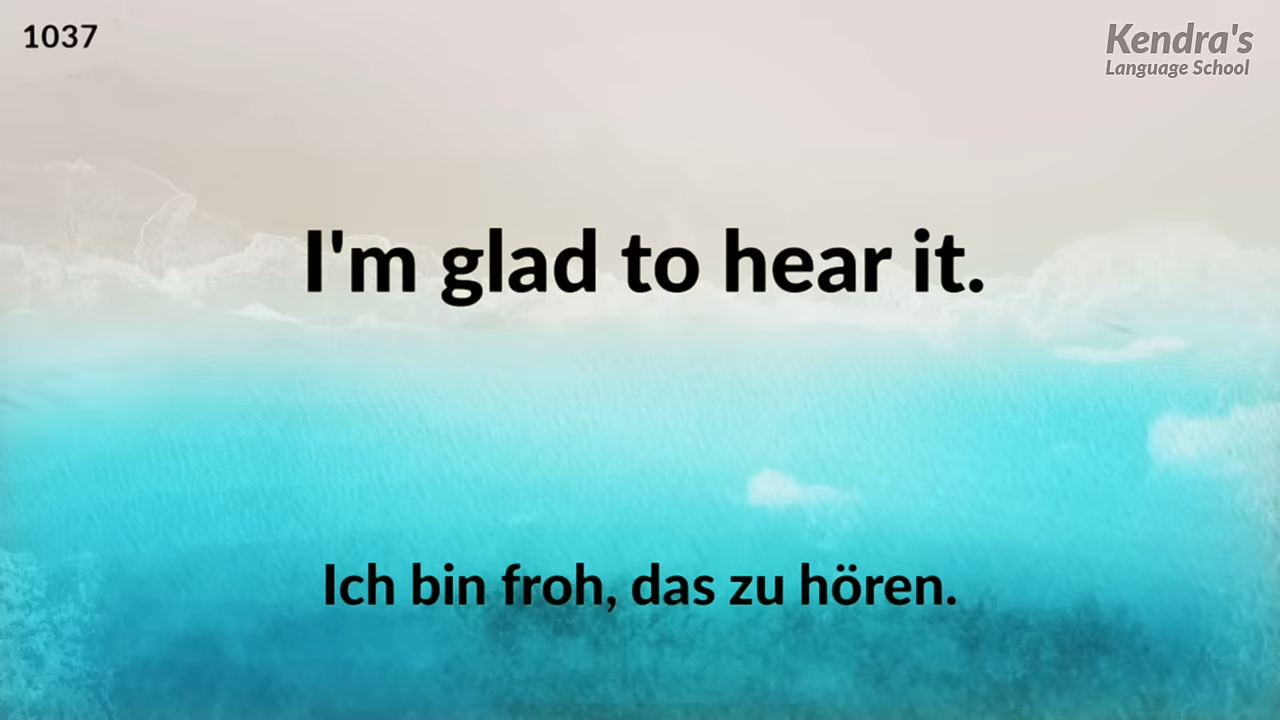 1037
Kendra's
Language School
I'm glad to hear it.
Ich bin froh, das zu hören.